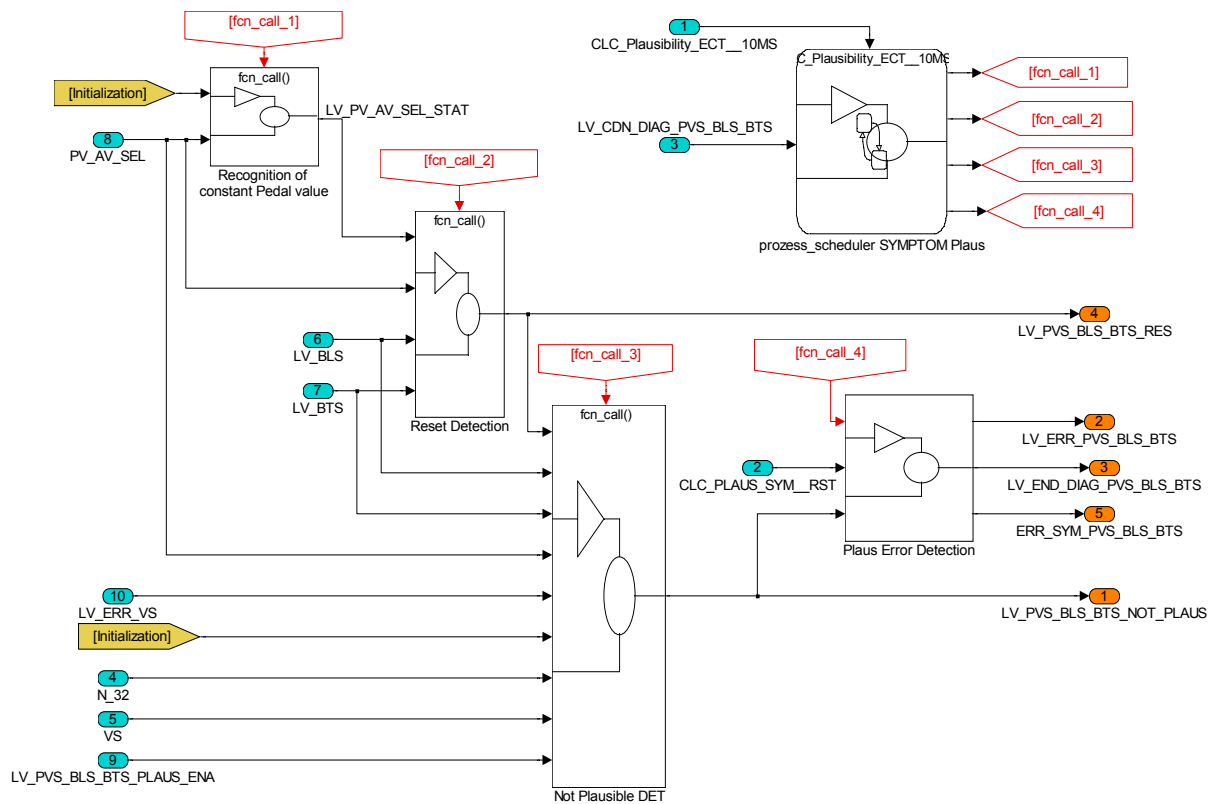 [fcn_call_1]
1
CLC_Plausibility_ECT__10MS
fcn_call()
C_Plausibility_ECT__10MS
[fcn_call_1]
[Initialization]
LV_PV_AV_SEL_STAT
[fcn_call_2]
8
PV_AV_SEL
LV_CDN_DIAG_PVS_BLS_BTS
3
[fcn_call_2]
[fcn_call_3]
Recognition of
constant Pedal value
[fcn_call_4]
fcn_call()
prozess_scheduler SYMPTOM Plaus
4
LV_PVS_BLS_BTS_RES
6
LV_BLS
[fcn_call_3]
[fcn_call_4]
7
LV_BTS
fcn_call()
Reset Detection
2
LV_ERR_PVS_BLS_BTS
2
CLC_PLAUS_SYM__RST
3
LV_END_DIAG_PVS_BLS_BTS
5
ERR_SYM_PVS_BLS_BTS
Plaus Error Detection
10
LV_ERR_VS
1
LV_PVS_BLS_BTS_NOT_PLAUS
[Initialization]
4
N_32
5
VS
9
LV_PVS_BLS_BTS_PLAUS_ENA
Not Plausible DET